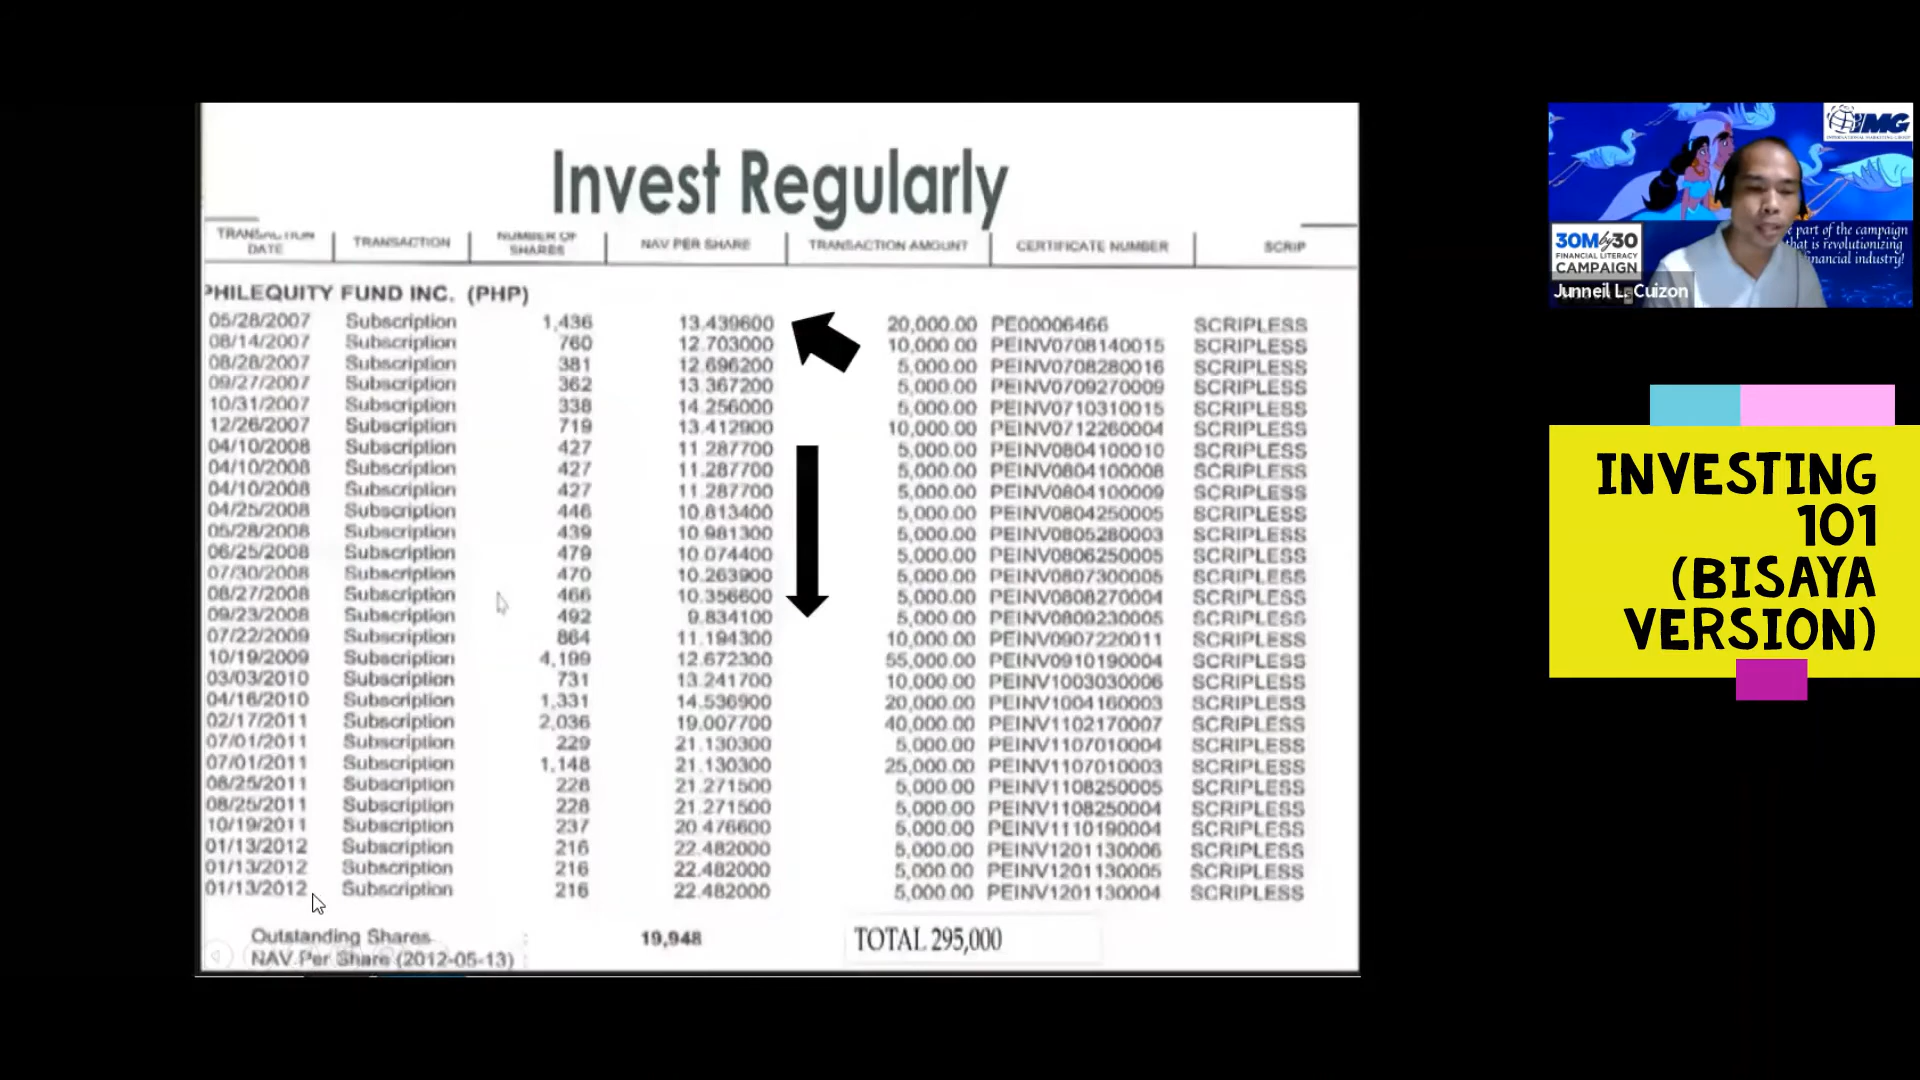 Invest Regularly
TRANSACTION DATE TRANSACTION NUMBER OF SHARES NAV PER SHARE TRANSACTION AMOUNT CERTIFICATE NUMBER SCRIP
PHILEQUITY FUND INC. (PHP)
05/28/2007 Subscription 1,436 13.439600 20,000.00 PE00006466 SCRIPLESS
08/14/2007 Subscription 760 12.703000 10,000.00 PEINV0708140015 SCRIPLESS
08/28/2007 Subscription 381 12.696200 5,000.00 PEINV0708280016 SCRIPLESS
09/27/2007 Subscription 362 13.367200 5,000.00 PEINV0709270009 SCRIPLESS
10/31/2007 Subscription 338 14.256000 5,000.00 PEINV0710310015 SCRIPLESS
12/26/2007 Subscription 719 13.412900 10,000.00 PEINV0712260004 SCRIPLESS
04/10/2008 Subscription 427 11.287700 5,000.00 PEINV0804100010 SCRIPLESS
04/10/2008 Subscription 427 11.287700 5,000.00 PEINV0804100008 SCRIPLESS
04/10/2008 Subscription 427 11.287700 5,000.00 PEINV0804100009 SCRIPLESS
04/25/2008 Subscription 446 10.813400 5,000.00 PEINV0804250005 SCRIPLESS
05/28/2008 Subscription 439 10.981300 5,000.00 PEINV0805280003 SCRIPLESS
06/25/2008 Subscription 479 10.074400 5,000.00 PEINV0806250005 SCRIPLESS
07/30/2008 Subscription 470 10.263900 5,000.00 PEINV0807300005 SCRIPLESS
08/27/2008 Subscription 466 10.356600 5,000.00 PEINV0808270004 SCRIPLESS
09/23/2008 Subscription 492 9.834100 5,000.00 PEINV0809230005 SCRIPLESS
07/22/2009 Subscription 864 11.194300 10,000.00 PEINV0907220011 SCRIPLESS
10/19/2009 Subscription 4,199 12.672300 55,000.00 PEINV0910190004 SCRIPLESS
03/03/2010 Subscription 731 13.241700 10,000.00 PEINV1003030006 SCRIPLESS
04/16/2010 Subscription 1,331 14.536900 20,000.00 PEINV1004160003 SCRIPLESS
02/17/2011 Subscription 2,036 19.007700 40,000.00 PEINV1102170007 SCRIPLESS
07/01/2011 Subscription 229 21.130300 5,000.00 PEINV1107010004 SCRIPLESS
07/01/2011 Subscription 1,148 21.130300 25,000.00 PEINV1107010003 SCRIPLESS
08/25/2011 Subscription 228 21.271500 5,000.00 PEINV1108250005 SCRIPLESS
08/25/2011 Subscription 228 21.271500 5,000.00 PEINV1108250004 SCRIPLESS
10/19/2011 Subscription 237 20.476600 5,000.00 PEINV1110190004 SCRIPLESS
01/13/2012 Subscription 216 22.482000 5,000.00 PEINV1201130006 SCRIPLESS
01/13/2012 Subscription 216 22.482000 5,000.00 PEINV1201130005 SCRIPLESS
01/13/2012 Subscription 216 22.482000 5,000.00 PEINV1201130004 SCRIPLESS
Outstanding Shares 19,948 TOTAL 295,000
NAV Per Share (2012-05-13)
IMG
INTERNATIONAL MARKETING GROUP
30M by 30
FINANCIAL LITERACY
CAMPAIGN
part of the campaign
that is revolutionizing
financial industry!
Junneil L. Cuizon
INVESTING
101
(BISAYA
VERSION)